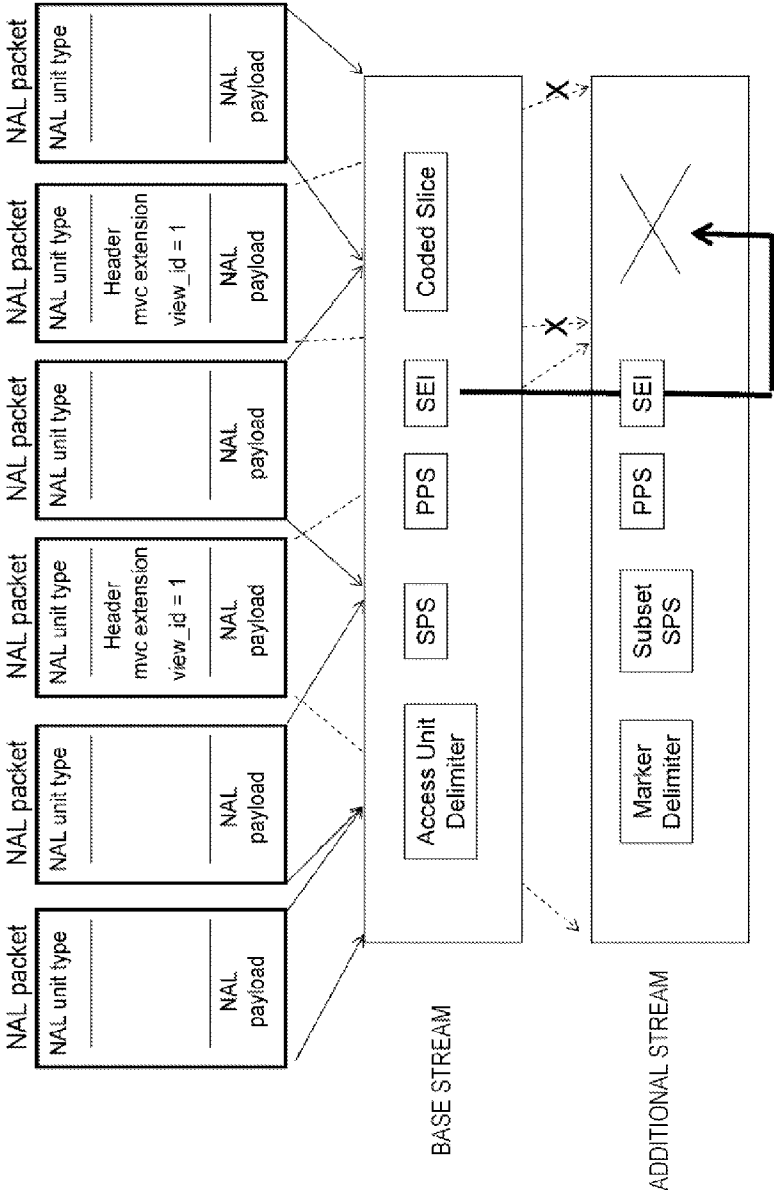 NAL packet
NAL unit type
NAL
payload
NAL packet
NAL unit type
NAL
payload
NAL packet
NAL unit type
Header
mvc extension
view_id = 1
NAL
payload
NAL packet
NAL unit type
NAL
payload
NAL packet
NAL unit type
Header
mvc extension
view_id = 1
NAL
payload
NAL packet
NAL unit type
NAL
payload
BASE STREAM
Access Unit
Delimiter
SPS
PPS
SEI
Coded Slice
X
X
ADDITIONAL STREAM
Marker
Delimiter
Subset
SPS
PPS
SEI